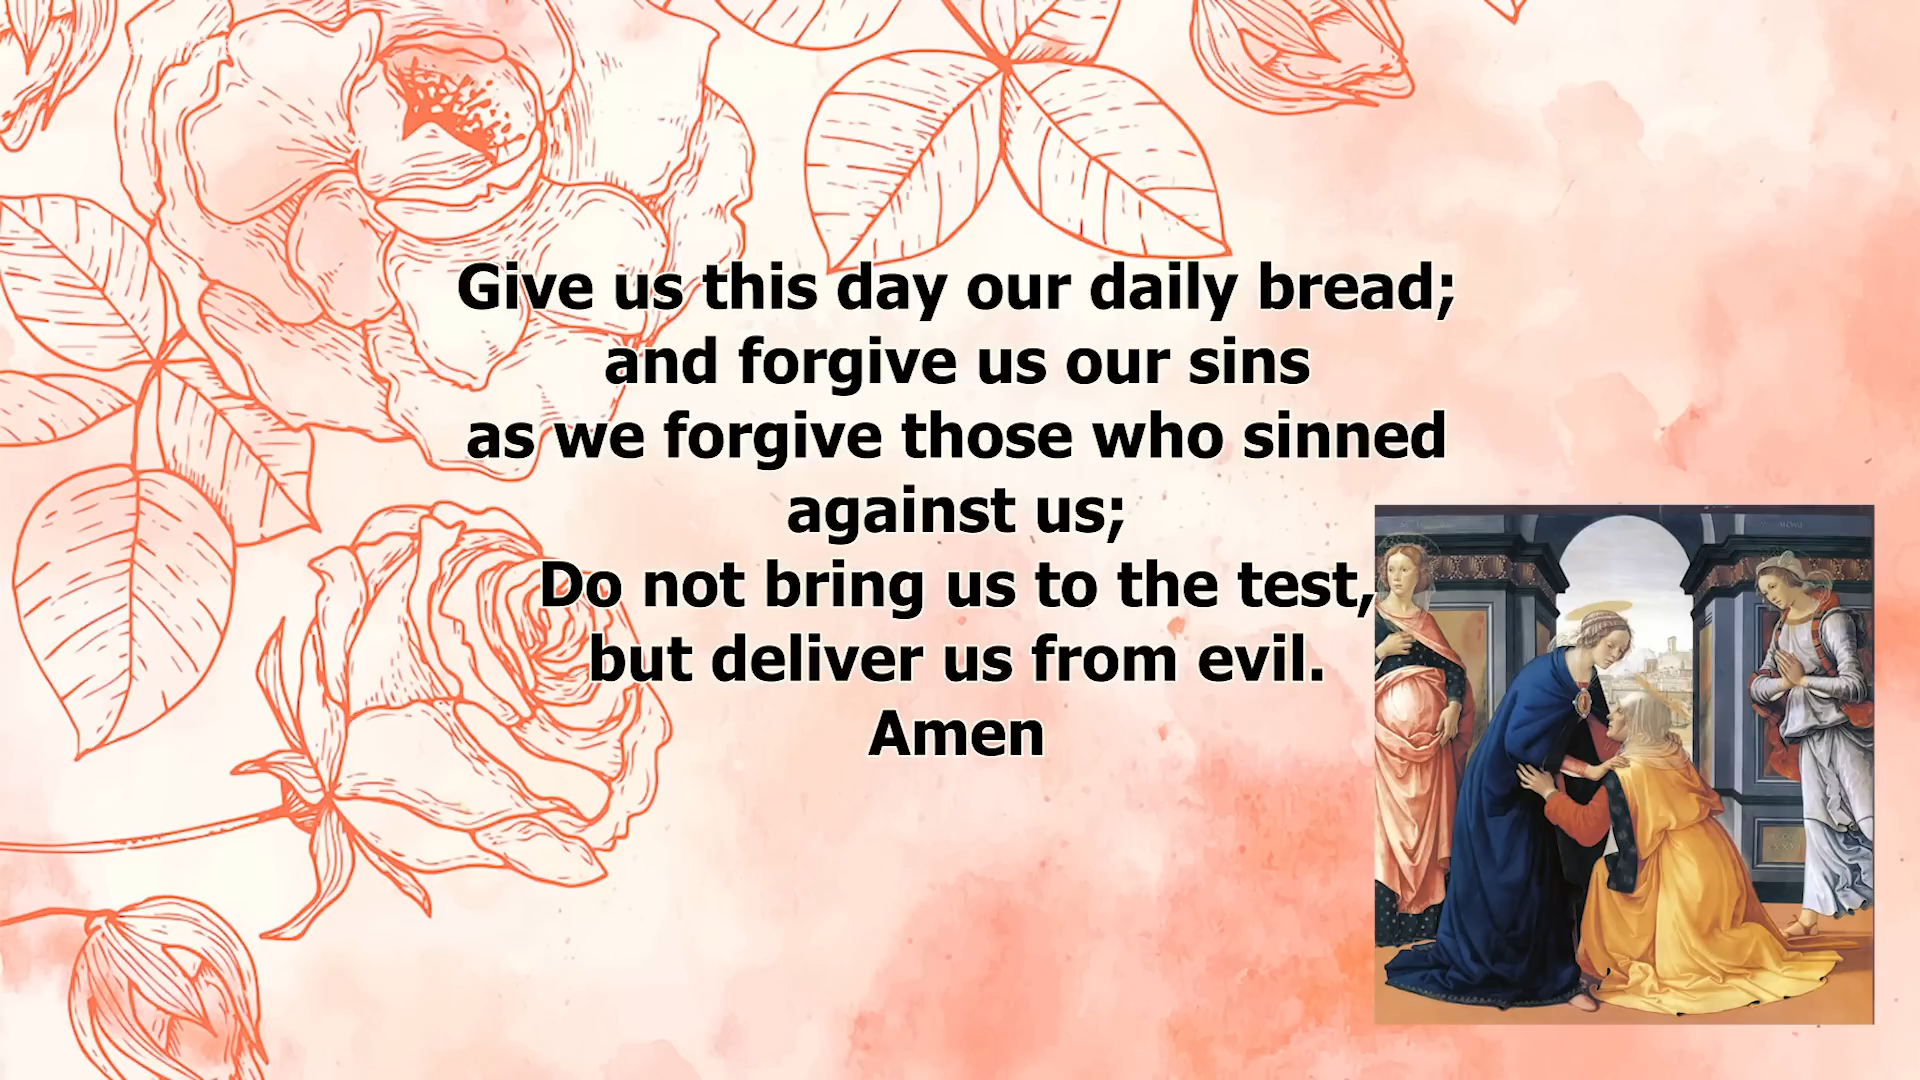 Give us this day our daily bread;
and forgive us our sins
as we forgive those who sinned
against us;
Do not bring us to the test,
but deliver us from evil.
Amen